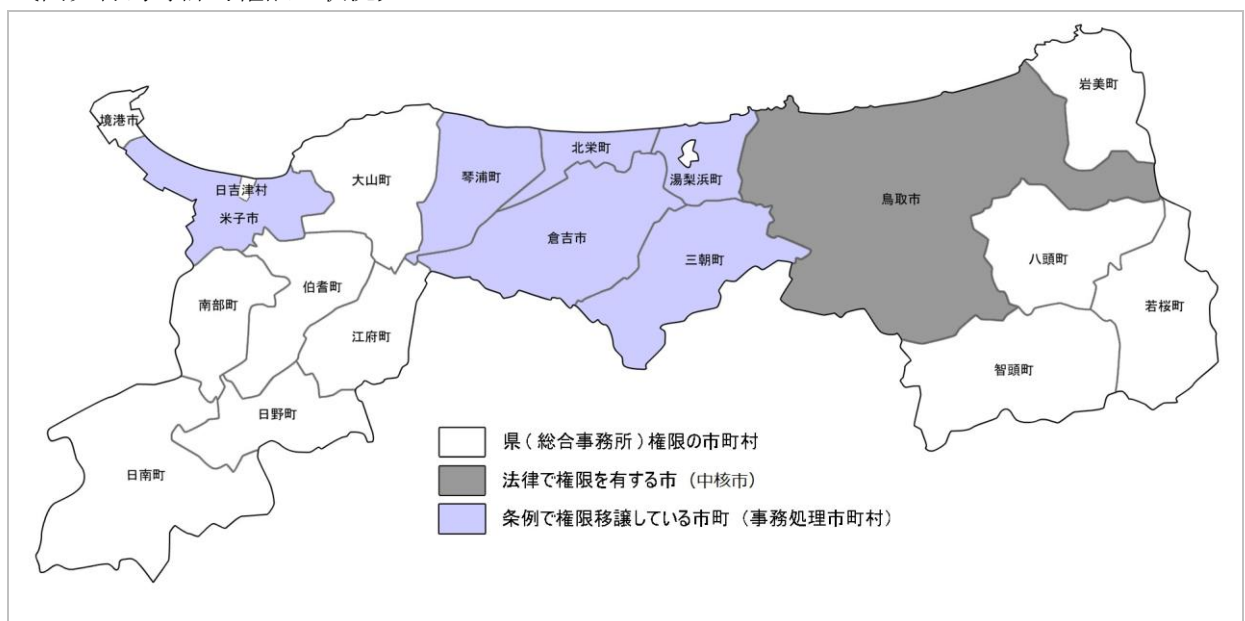 岩美町
境港市
北栄町
大山町
琴浦町
湯梨浜町
日吉津村
鳥取市
米子市
倉吉市
三朝町
八頭町
伯耆町
南部町
若桜町
江府町
智頭町
日野町
日南町
県(総合事務所)権限の市町村
法律で権限を有する市 (中核市)
条例で権限移譲している市町 (事務処理市町村)